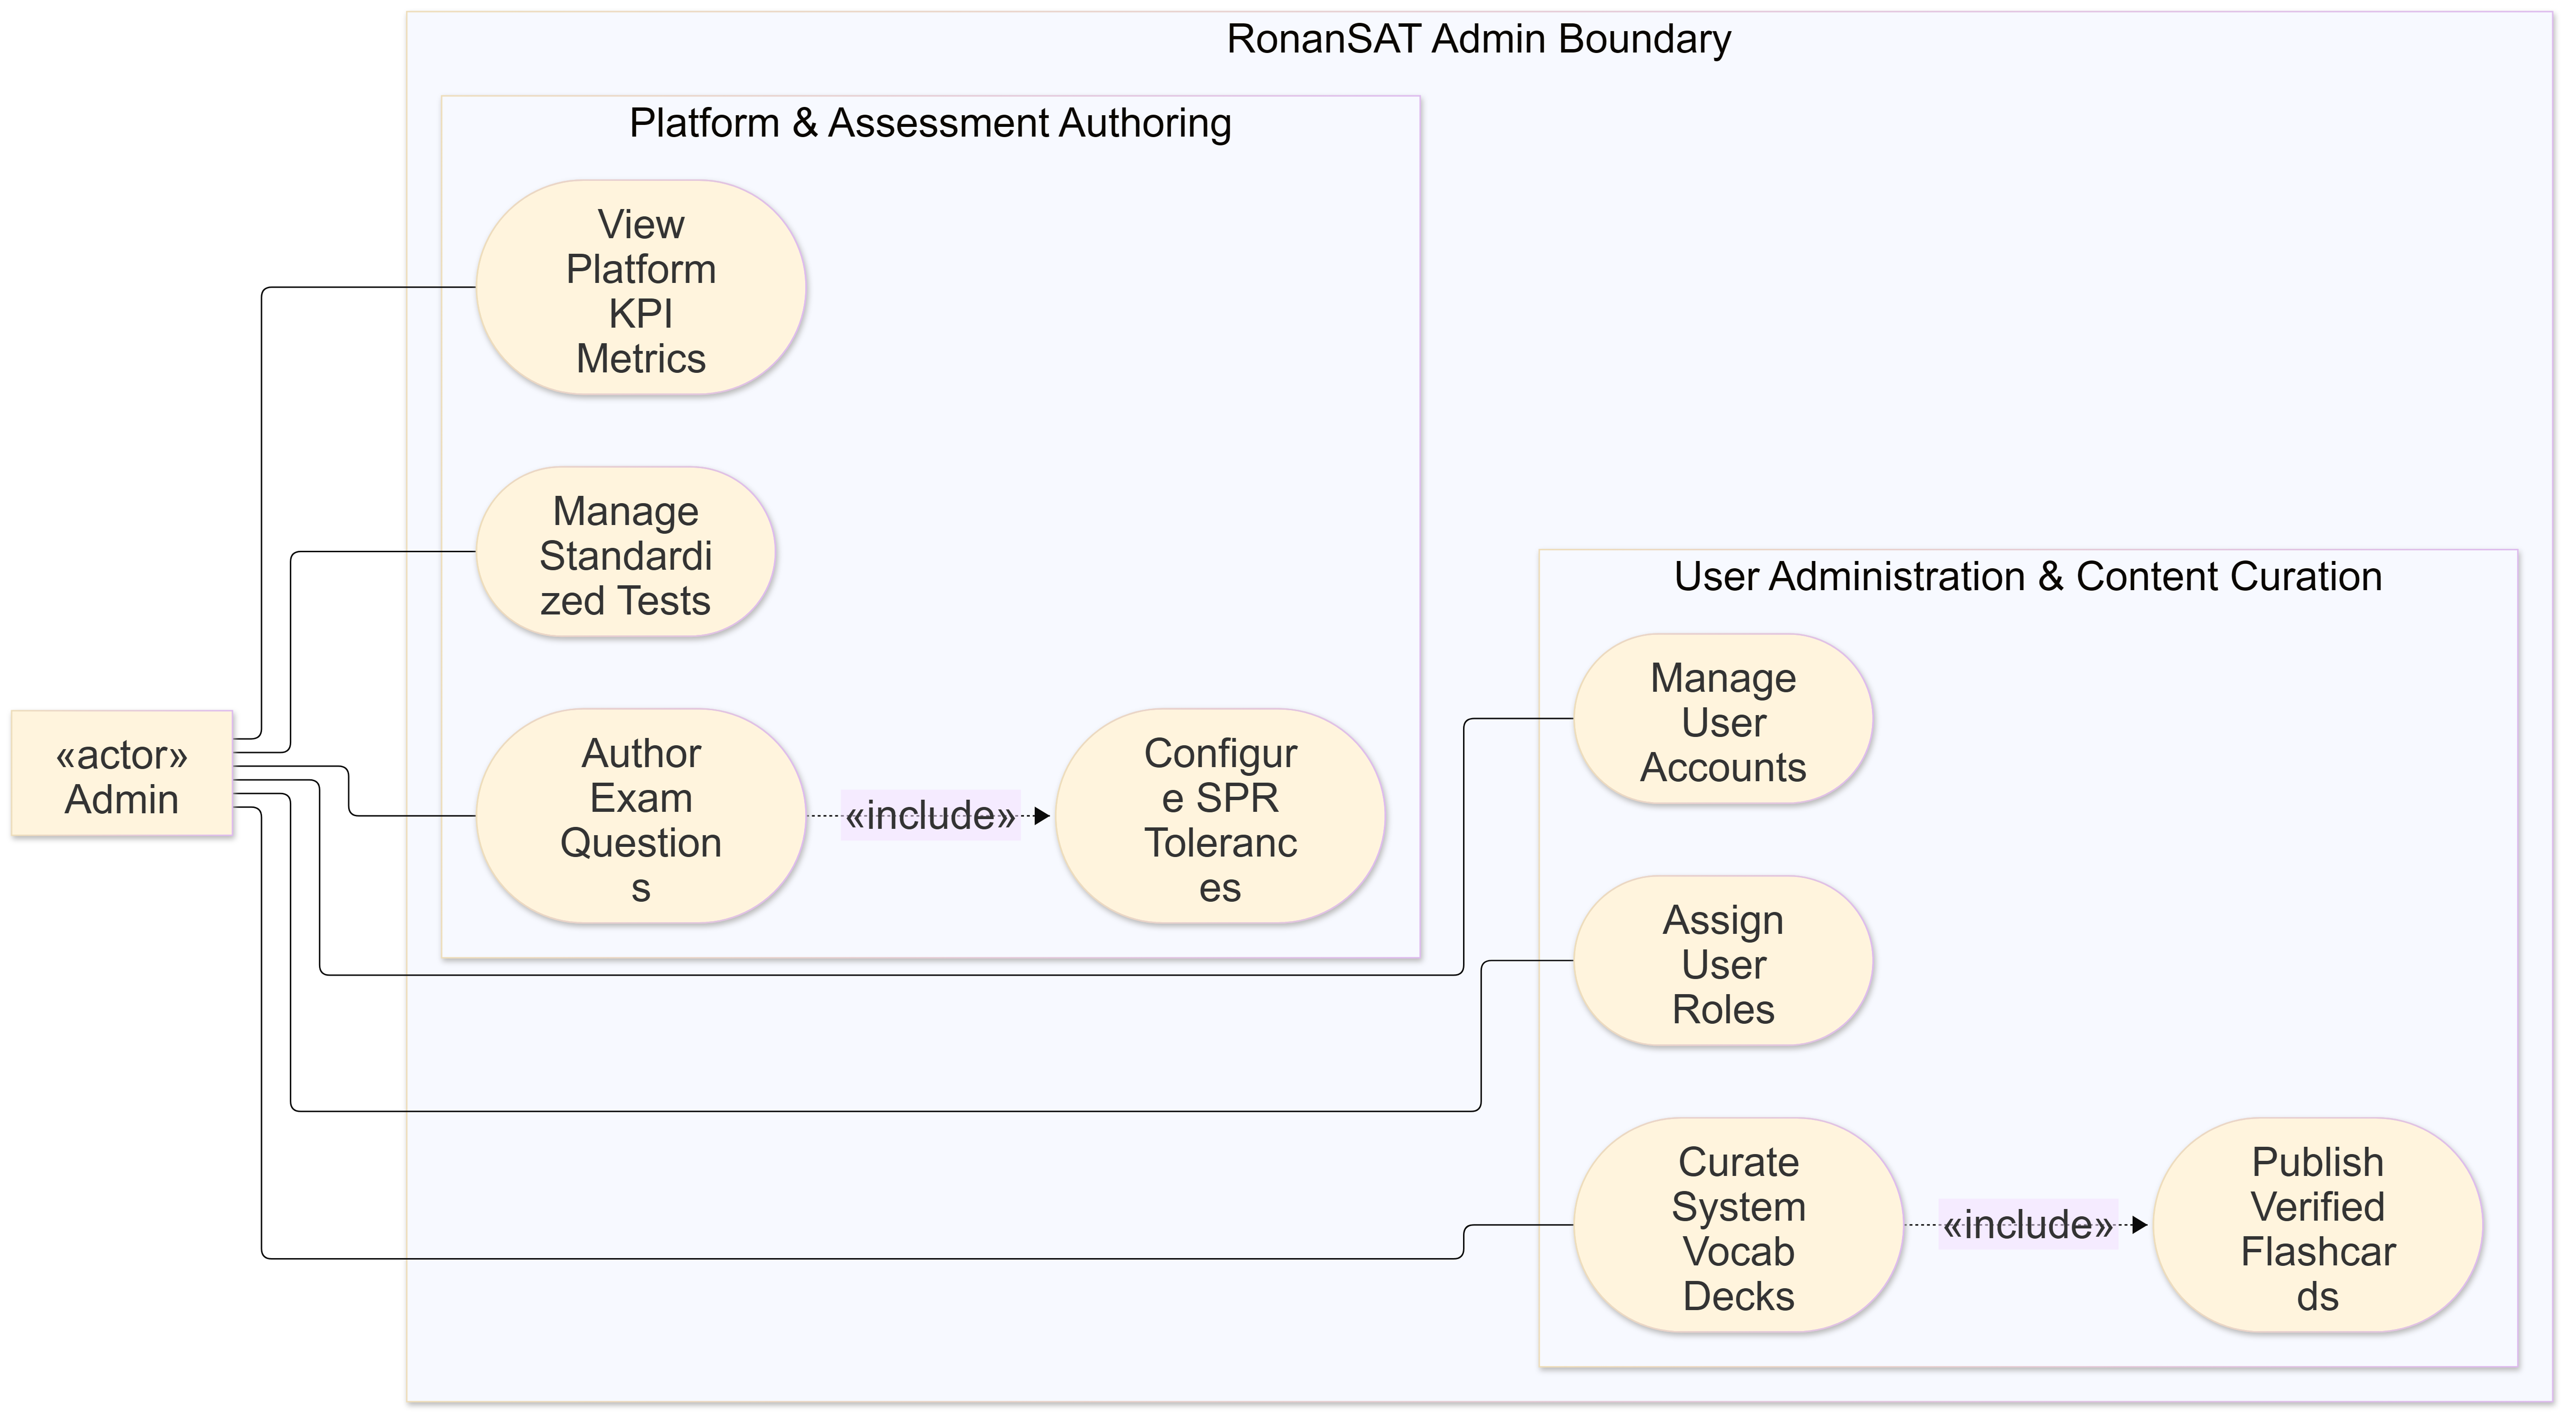 RonanSAT Admin Boundary
Platform & Assessment Authoring
View
Platform
KPI
Metrics
Manage
Standardi
zed Tests
«actor»
Admin
Author
Exam
Question
s
«include»
Configur
e SPR
Toleranc
es
User Administration & Content Curation
Manage
User
Accounts
Assign
User
Roles
Curate
System
Vocab
Decks
«include»
Publish
Verified
Flashcar
ds